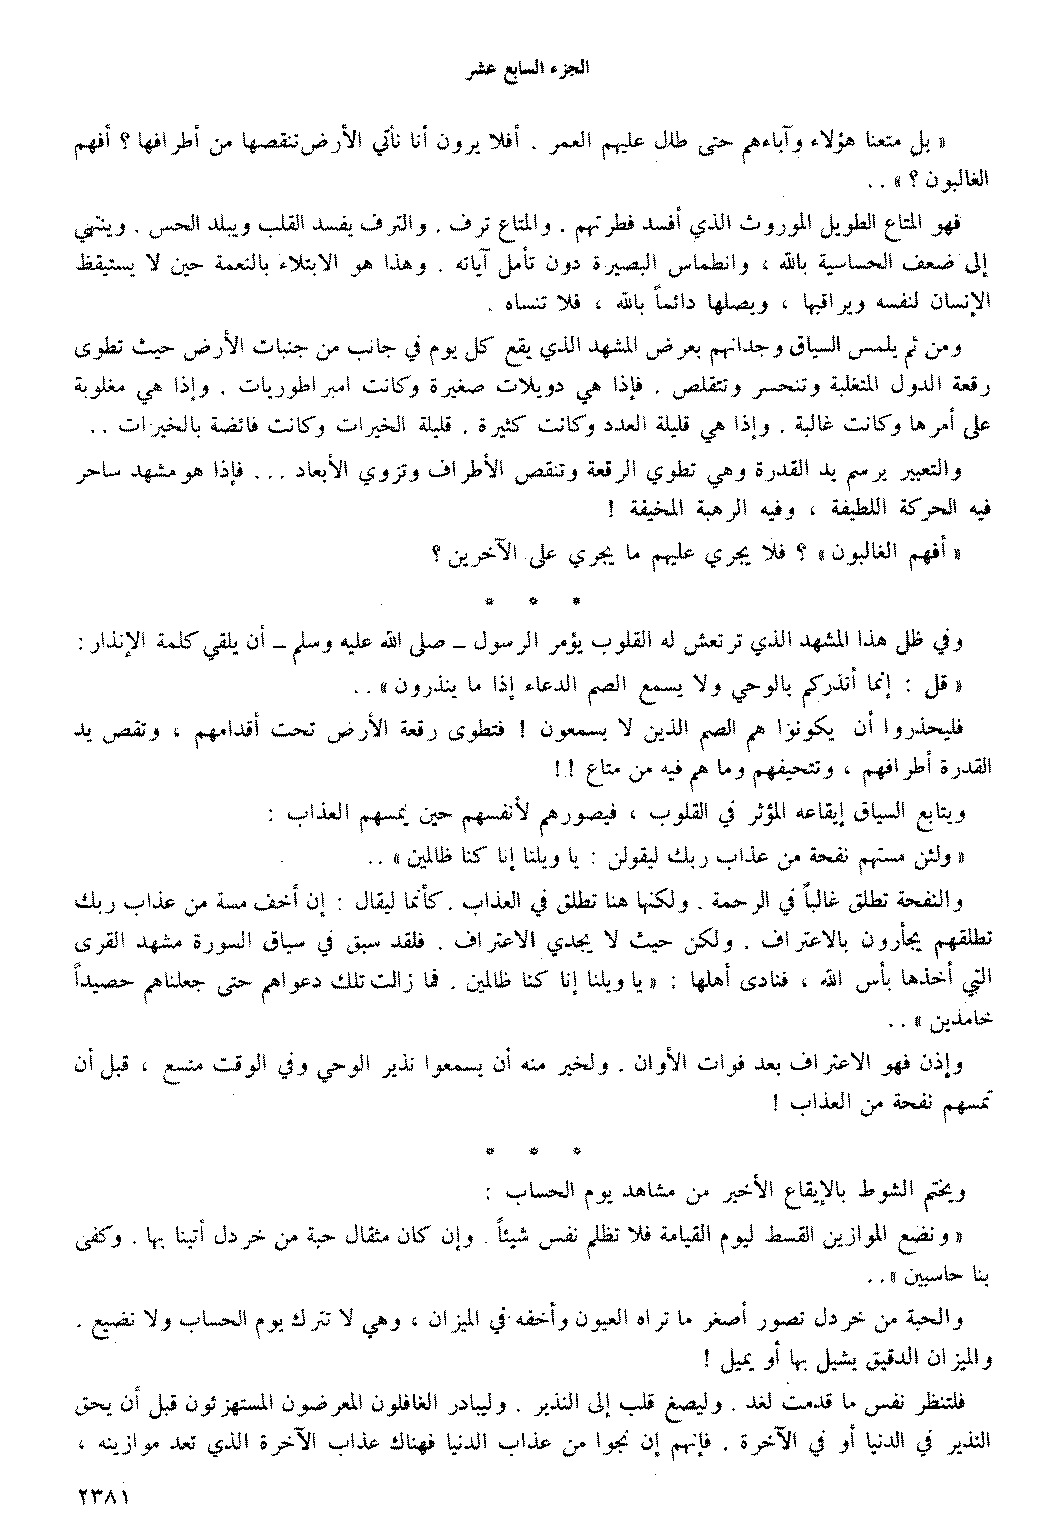 الجزء السابع عشر
« بل متعنا هؤلاء وآباءهم حتى طال عليهم العمر . أفلا يرون أنا نأتي الأرض ننقصها من أطرافها ؟ أفهم
الغالبون ؟ » . .
فهو المتاع الطويل الموروث الذي أفسد فطرتهم . والمتاع ترف . والترف يفسد القلب ويبلد الحس . وينتهي
إلى ضعف الحساسية بالله ، وانطماس البصيرة دون تأمل آياته . وهذا هو الابتلاء بالنعمة حين لا يستيقظ
الإنسان لنفسه ويراقبها ، ويصلها دائماً بالله ، فلا تنساه .
ومن ثم يلمس السياق وجدانهم بعرض المشهد الذي يقع كل يوم في جانب من جنبات الأرض حيث تطوى
رقعة الدول المتغلبة وتنحسر وتتقلص . فإذا هي دويلات صغيرة وكانت امبراطوريات . وإذا هي مغلوبة
على أمرها وكانت غالبة . وإذا هي قليلة العدد وكانت كثيرة . قليلة الخيرات وكانت فائضة بالخيرات . .
والتعبير يرسم يد القدرة وهي تطوي الرقعة وتنقص الأطراف وتزوي الأبعاد ... فإذا هو مشهد ساحر
فيه الحركة اللطيفة ، وفيه الرهبة المخيفة !
« أفهم الغالبون » ؟ فلا يجري عليهم ما يجري على الآخرين ؟
* * *
وفي ظل هذا المشهد الذي ترتعش له القلوب يؤمر الرسول – صلى الله عليه وسلم – أن يلقي كلمة الإنذار :
« قل : إنما أنذركم بالوحي ولا يسمع الصم الدعاء إذا ما ينذرون » . .
فليحذروا أن يكونوا هم الصم الذين لا يسمعون ! فتطوى رقعة الأرض تحت أقدامهم ، وتقص يد
القدرة أطرافهم ، وتتحيفهم وما هم فيه من متاع ! !
ويتابع السياق إيقاعه المؤثر في القلوب ، فيصورهم لأنفسهم حين يمسهم العذاب :
« ولئن مستهم نفحة من عذاب ربك ليقولن : يا ويلنا إنا كنا ظالمين » . .
والنفحة تطلق غالباً في الرحمة . ولكنها هنا تطلق في العذاب . كأنما ليقال : إن أخف مسة من عذاب ربك
تطلقهم يجأرون بالاعتراف . ولكن حيث لا يجدي الاعتراف . فلقد سبق في سياق السورة مشهد القرى
التي أخذها بأس الله ، فنادى أهلها : « يا ويلنا إنا كنا ظالمين . فما زالت تلك دعواهم حتى جعلناهم حصيداً
خامدين » . .
وإذن فهو الاعتراف بعد فوات الأوان . ولخير منه أن يسمعوا نذير الوحي وفي الوقت متسع ، قبل أن
تمسهم نفحة من العذاب !
* * *
ويختم الشوط بالإيقاع الأخير من مشاهد يوم الحساب :
« ونضع الموازين القسط ليوم القيامة فلا تظلم نفس شيئاً . وإن كان مثقال حبة من خردل أتينا بها . وكفى
بنا حاسبين » . .
والحبة من خردل تصور أصغر ما تراه العيون وأخفه في الميزان ، وهي لا تترك يوم الحساب ولا تضيع .
والميزان الدقيق يشيل بها أو يميل !
فلتنظر نفس ما قدمت لغد . وليصغ قلب إلى النذير . وليبادر الغافلون المعرضون المستهزئون قبل أن يحق
النذير في الدنيا أو في الآخرة . فإنهم إن نجوا من عذاب الدنيا فهناك عذاب الآخرة الذي تعد موازينه ،
٢٣٨١